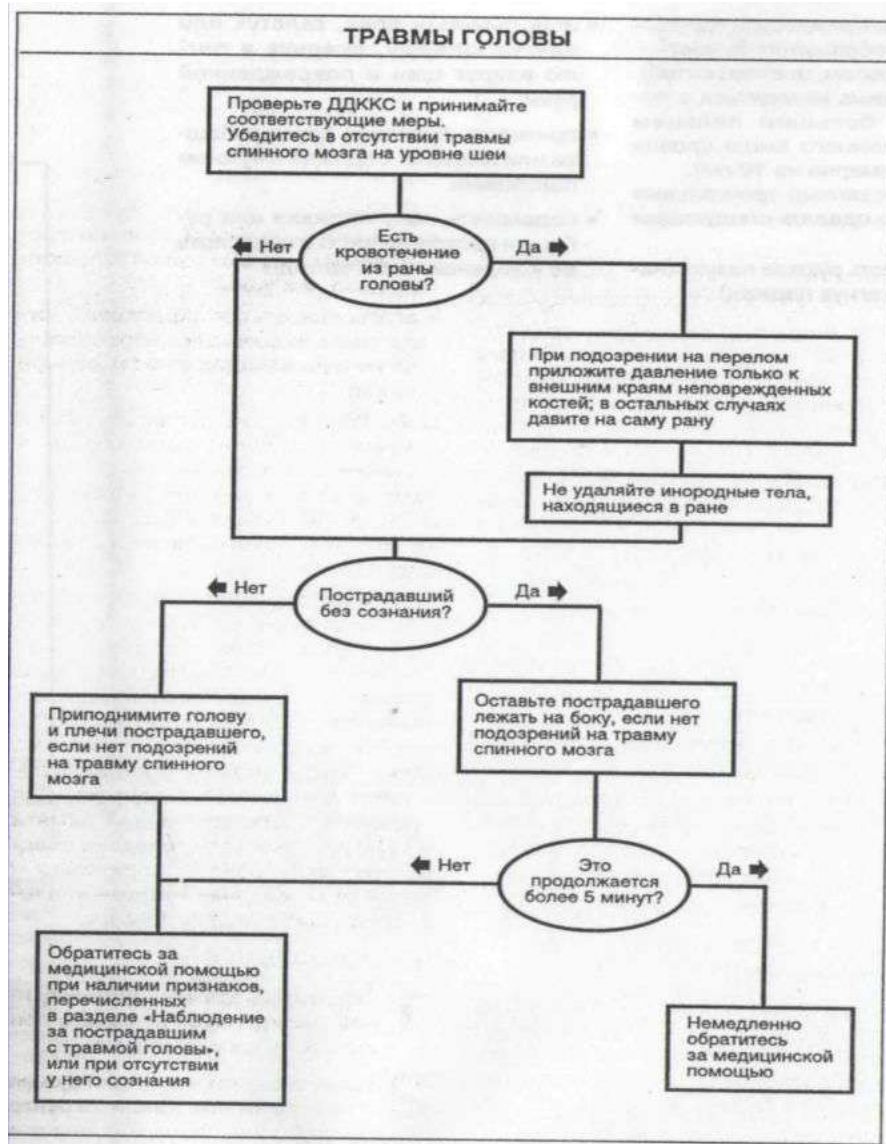 ТРАВМЫ ГОЛОВЫ
Проверьте ДДККС и принимайте
соответствующие меры.
Убедитесь в отсутствии травмы
спинного мозга на уровне шеи
Нет
Есть
кровотечение
из раны
головы?
Да
При подозрении на перелом
приложите давление только к
внешним краям неповрежденных
костей; в остальных случаях
давите на саму рану
Не удаляйте инородные тела,
находящиеся в ране
Нет
Пострадавший
без сознания?
Да
Приподнимите голову
и плечи пострадавшего,
если нет подозрений
на травму спинного
мозга
Оставьте пострадавшего
лежать на боку, если нет
подозрений на травму
спинного мозга
Нет
Это
продолжается
более 5 минут?
Да
Обратитесь за
медицинской помощью
при наличии признаков,
перечисленных
в разделе «Наблюдение
за пострадавшим
с травмой головы»,
или при отсутствии
у него сознания
Немедленно
обратитесь
за медицинской
помощью